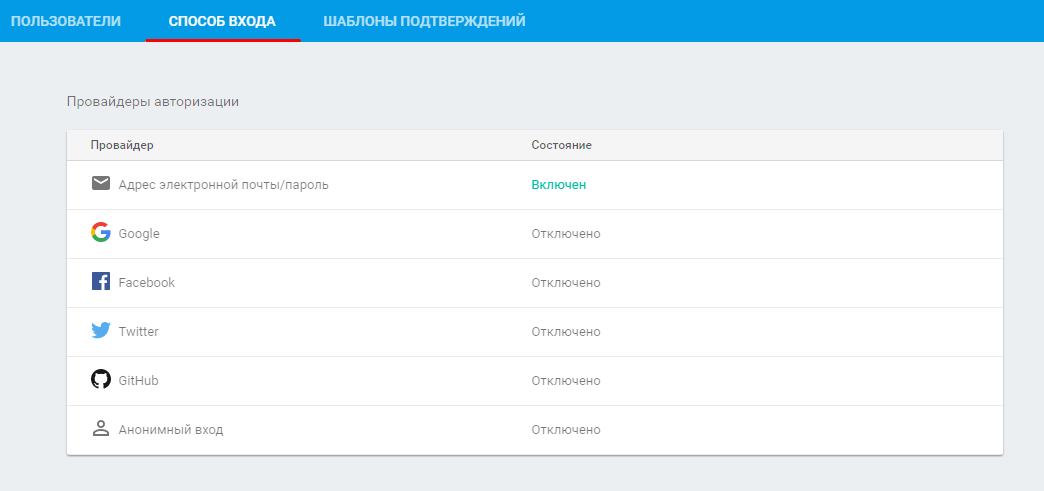 ПОЛЬЗОВАТЕЛИ СПОСОБ ВХОДА ШАБЛОНЫ ПОДТВЕРЖДЕНИЙ
Провайдеры авторизации
Провайдер Состояние
Адрес электронной почты/пароль Включен
Google Отключено
Facebook Отключено
Twitter Отключено
GitHub Отключено
Анонимный вход Отключено